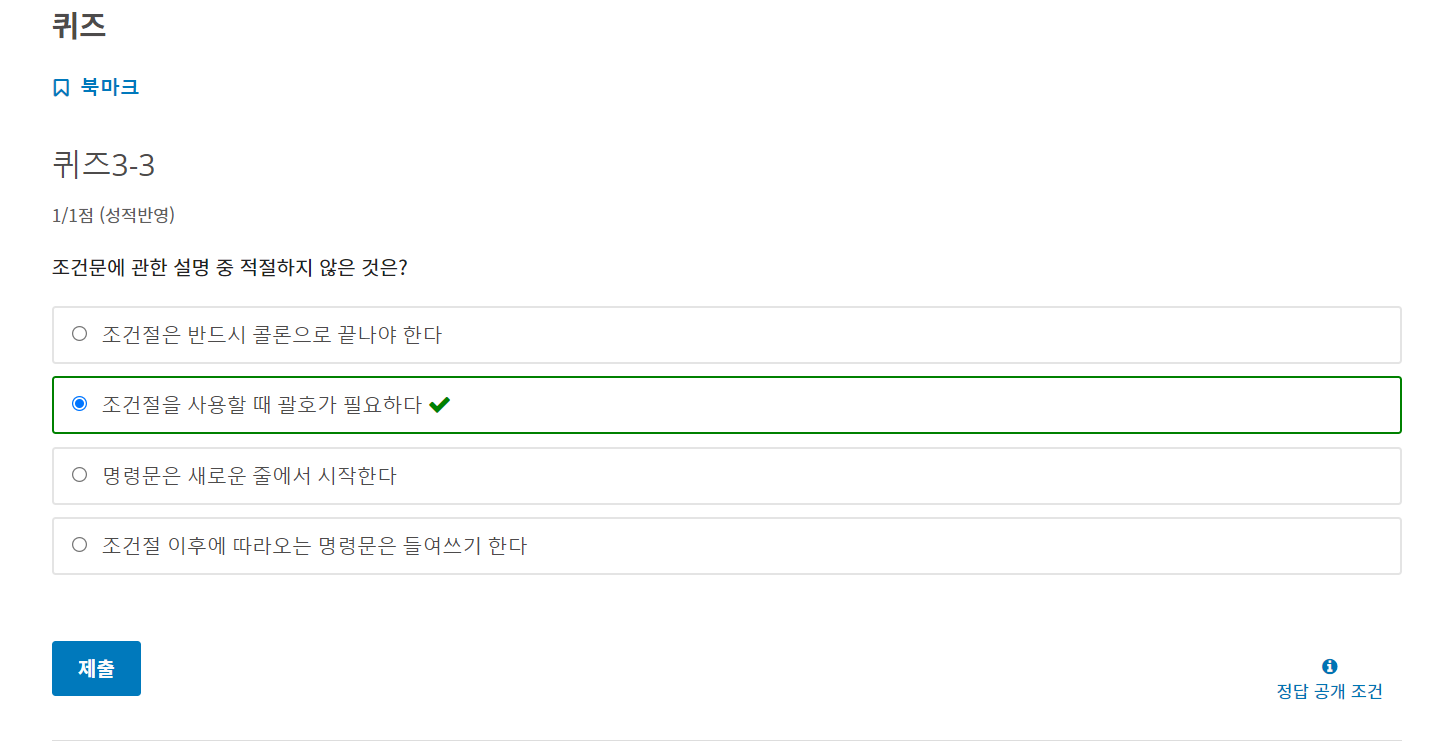 퀴즈
북마크
퀴즈3-3
1/1점 (성적반영)
조건문에 관한 설명 중 적절하지 않은 것은?
조건절은 반드시 콜론으로 끝나야 한다
조건절을 사용할 때 괄호가 필요하다
명령문은 새로운 줄에서 시작한다
조건절 이후에 따라오는 명령문은 들여쓰기 한다
제출
정답 공개 조건